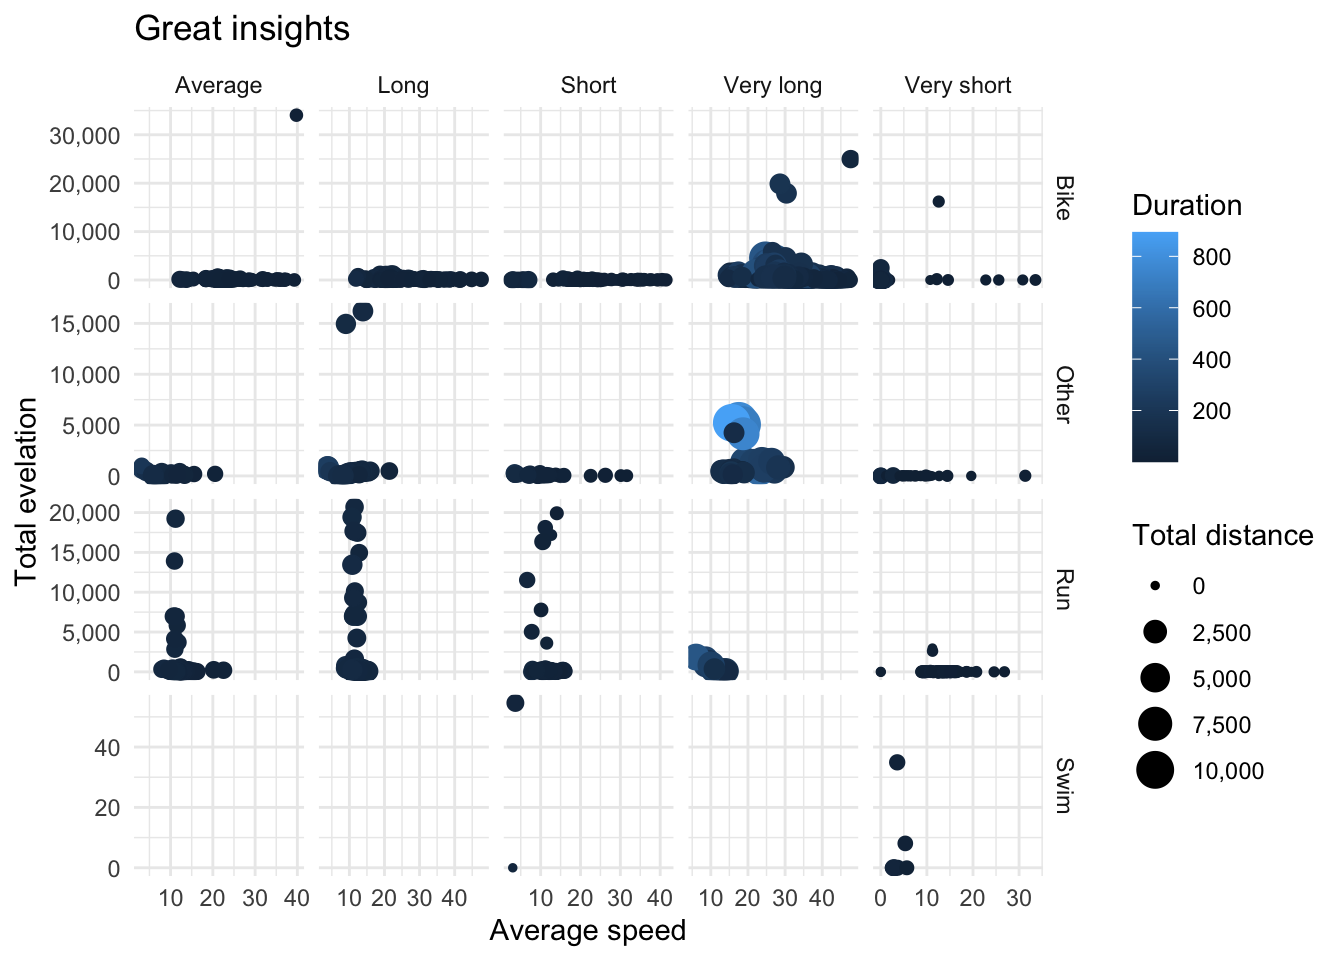 Great insights
Average Long Short Very long Very short
30,000
20,000
10,000
0
Bike
15,000
10,000
5,000
0
Other
20,000
15,000
10,000
5,000
0
Run
40
20
0
Swim
10 20 30 40 10 20 30 40 10 20 30 40 10 20 30 40 0 10 20 30
Average speed
Total evelation
Duration
800
600
400
200
Total distance
0
2,500
5,000
7,500
10,000